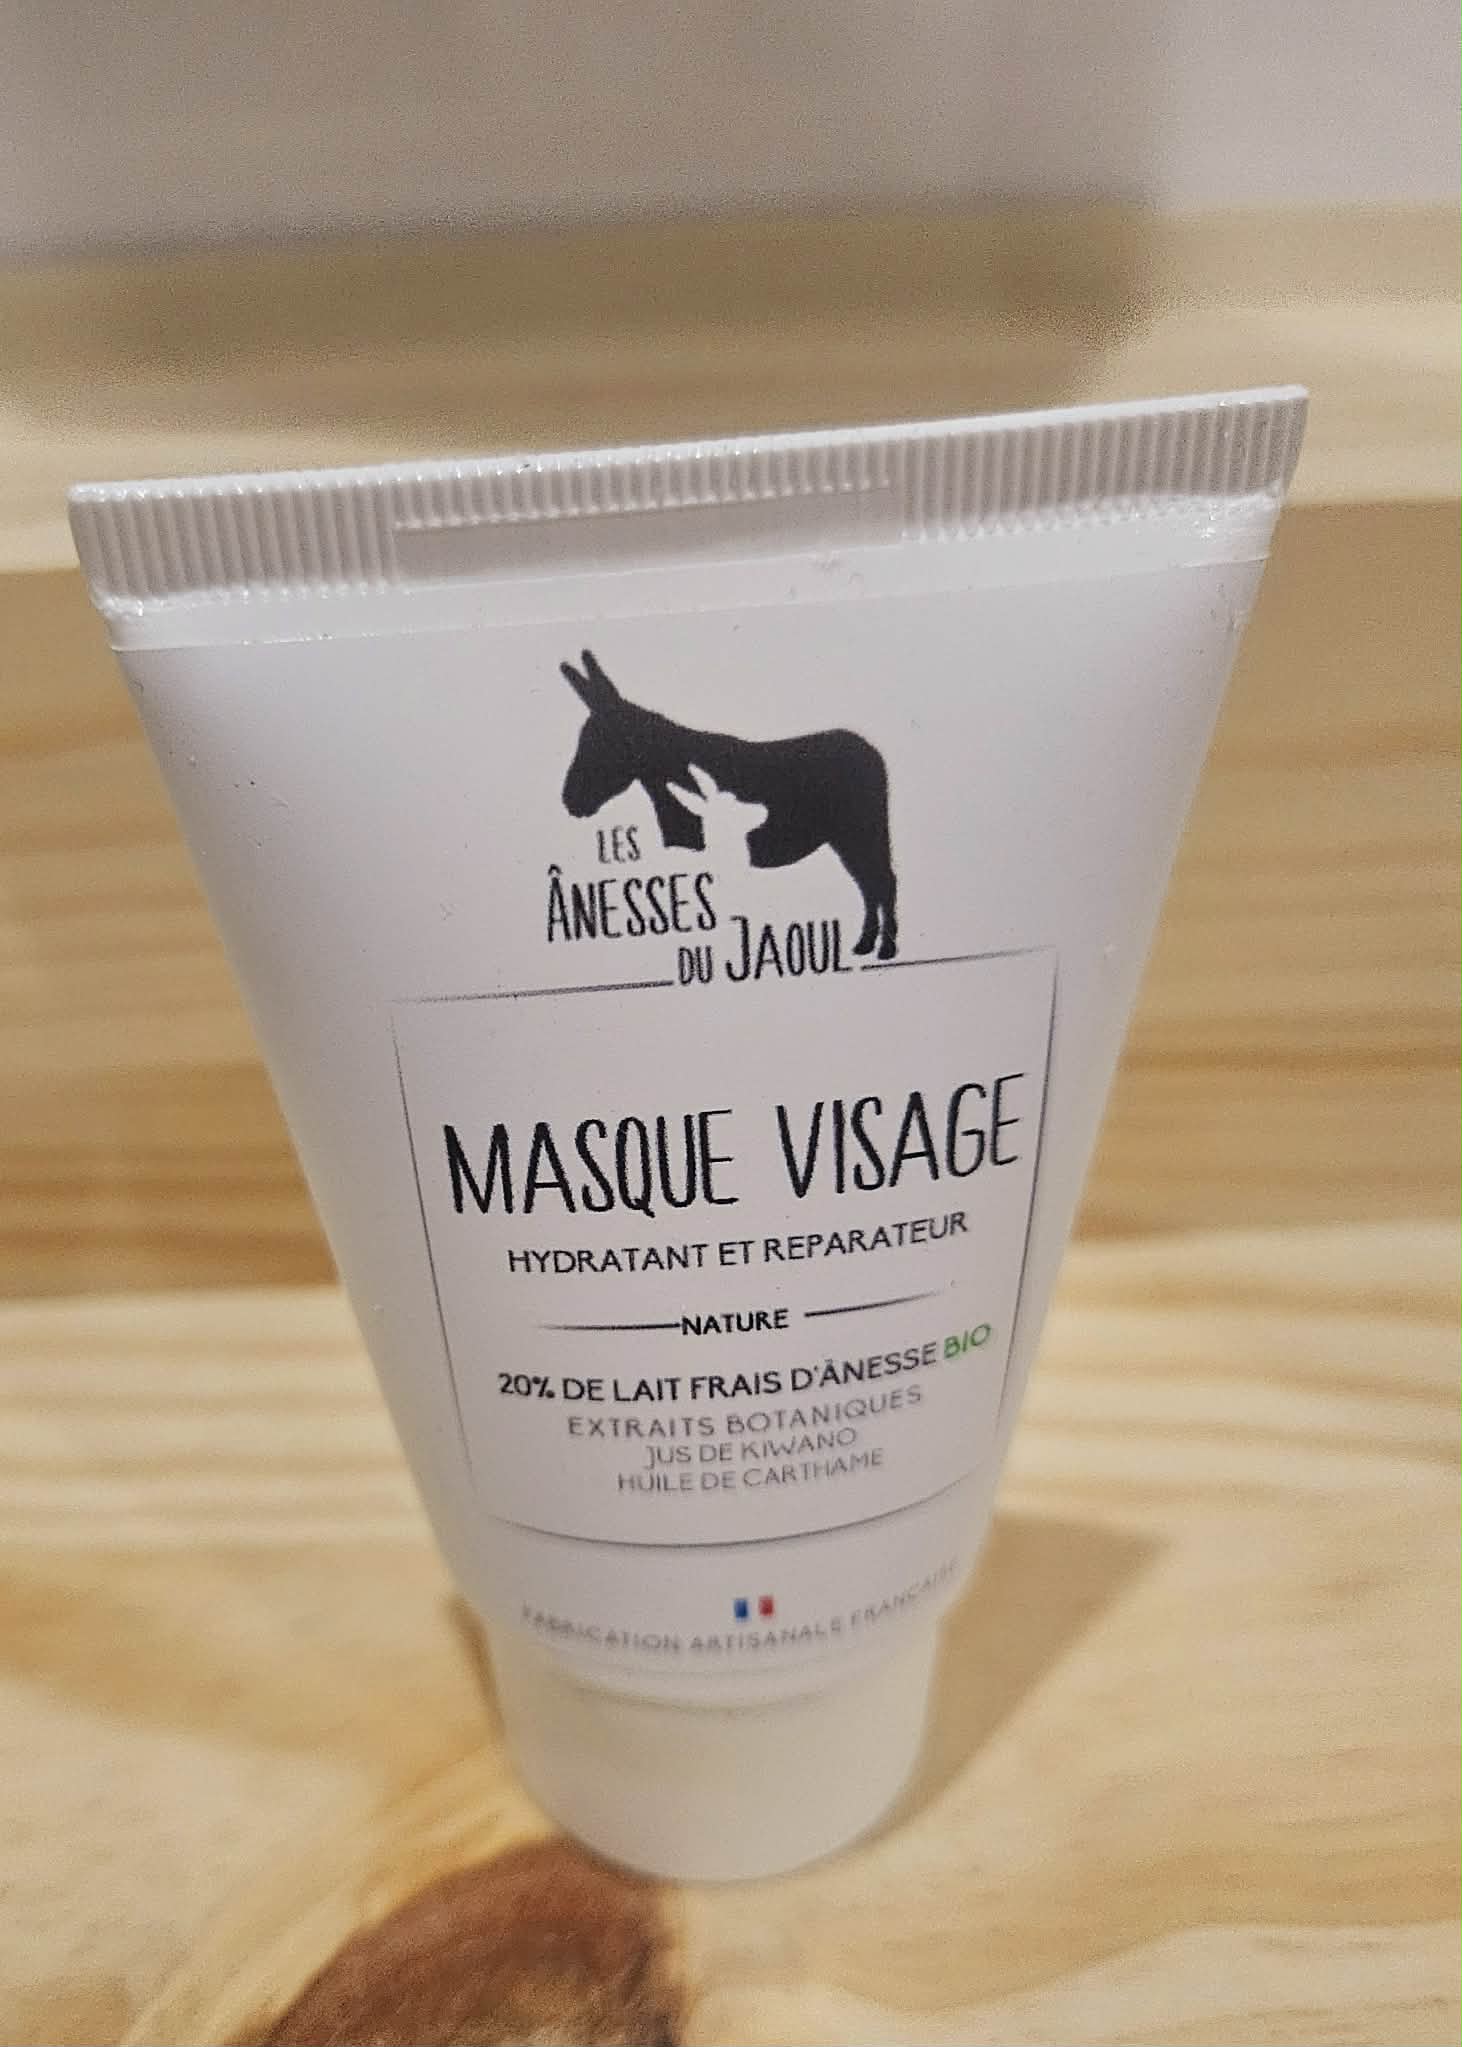 LES
ÂNESSES
DU JAOUL
MASQUE VISAGE
HYDRATANT ET REPARATEUR
NATURE
20% DE LAIT FRAIS D'ÂNESSE BIO
EXTRAITS BOTANIQUES
JUS DE KIWANO
HUILE DE CARTHAME
FABRICATION ARTISANALE FRANÇAISE